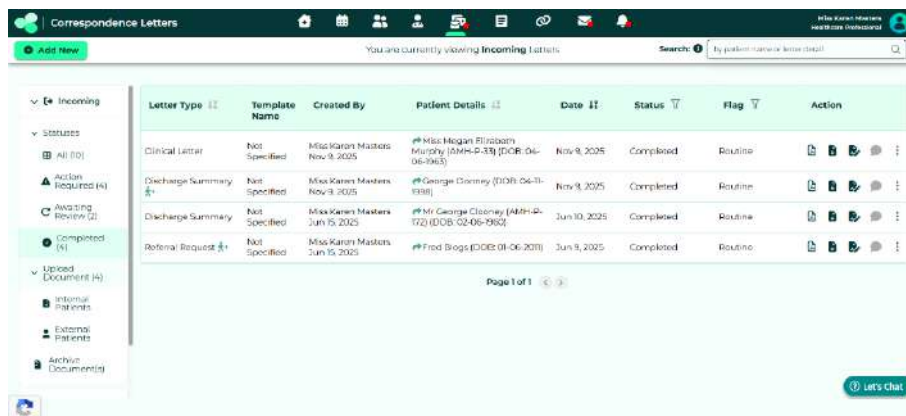 Correspondence Letters
Miss Karen Masters
Healthcare Professional
Add New
You are currently viewing Incoming Letters
Search:
by patient name or letter detail
Incoming
Statuses
All (10)
Action
Required (4)
Awaiting
Review (2)
Completed
(4)
Upload
Document (4)
Internal
Patients
External
Patients
Archive
Document(s)
Letter Type
Template
Name
Created By
Patient Details
Date
Status
Flag
Action
Clinical Letter
Not
Specified
Miss Karen Masters
Nov 9, 2025
Miss Megan Elizabeth
Murphy (AMH-P-33) (DOB: 04-
06-1963)
Nov 9, 2025
Completed
Routine
Discharge Summary
Not
Specified
Miss Karen Masters
Nov 9, 2025
George Clooney (DOB: 04-11-
1998)
Nov 9, 2025
Completed
Routine
Discharge Summary
Not
Specified
Miss Karen Masters
Jun 15, 2025
Mr George Clooney (AMH-P-
172) (DOB: 02-06-1960)
Jun 10, 2025
Completed
Routine
Referral Request
Not
Specified
Miss Karen Masters
Jun 15, 2025
Fred Blogs (DOB: 01-06-2011)
Jun 9, 2025
Completed
Routine
Page 1 of 1
Let's Chat